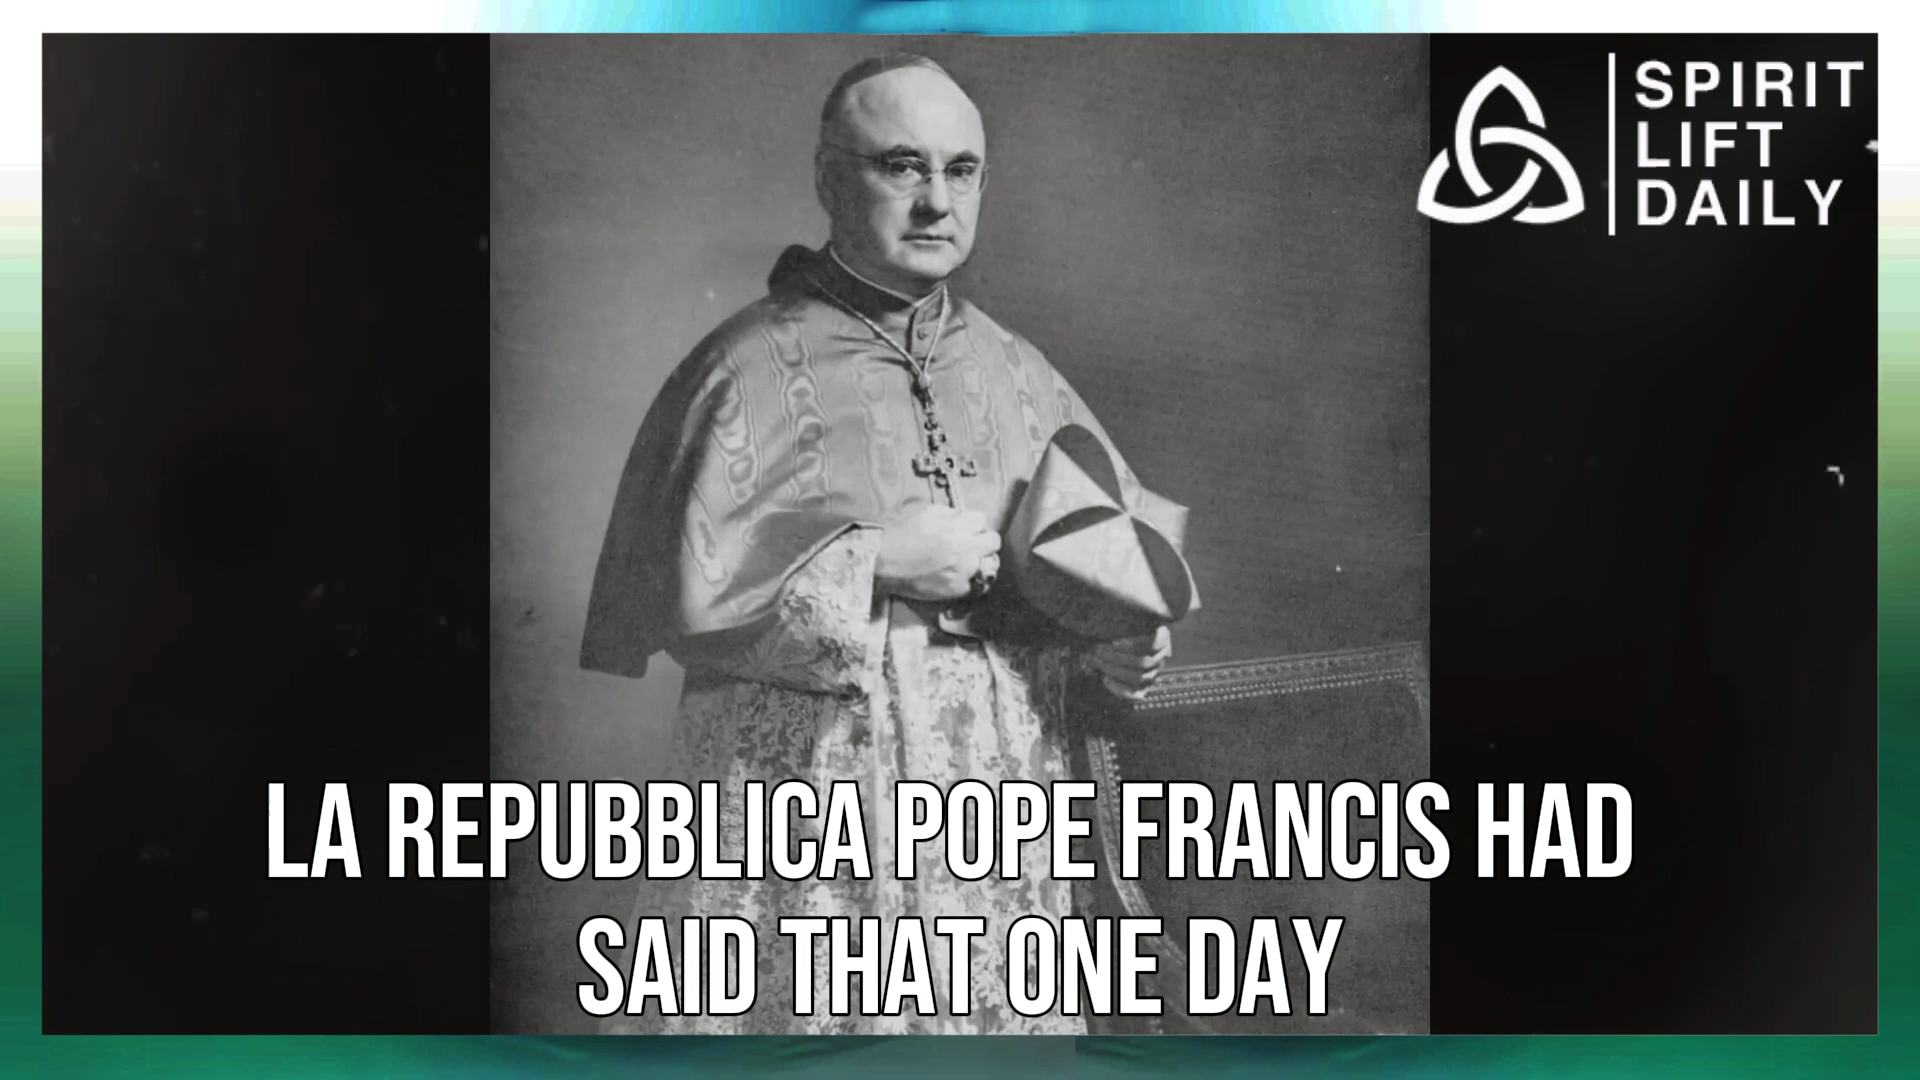 SPIRIT
LIFT
DAILY
LA REPUBBLICA POPE FRANCIS HAD
SAID THAT ONE DAY